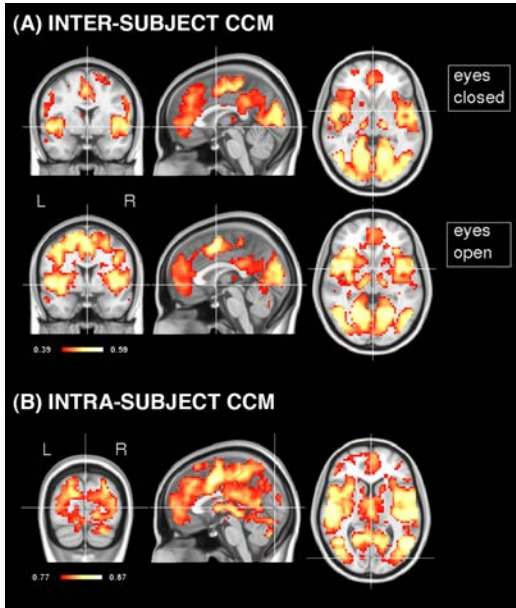 (A) INTER-SUBJECT CCM
eyes
closed
L R
eyes
open
0.39 0.59
(B) INTRA-SUBJECT CCM
L R
0.77 0.87